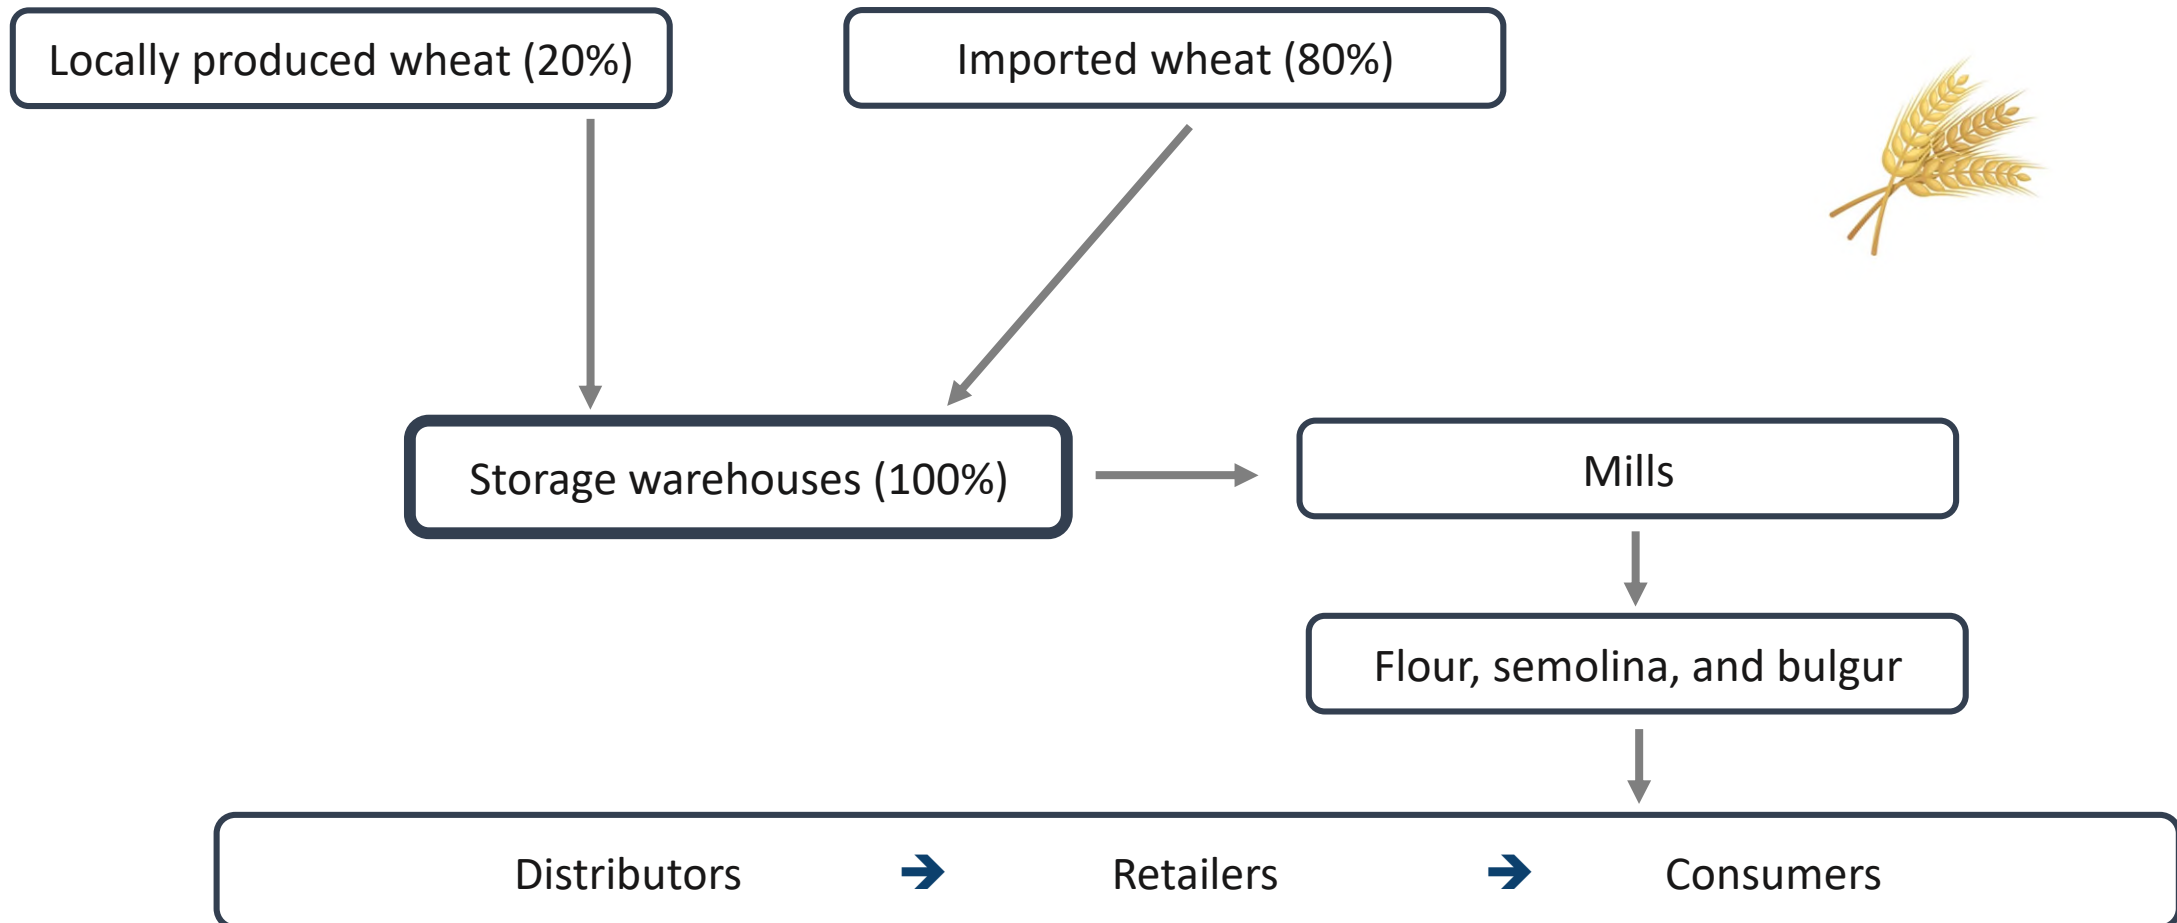 Locally produced wheat (20%)
Imported wheat (80%)
Storage warehouses (100%)
Mills
Flour, semolina, and bulgur
Distributors ➔ Retailers ➔ Consumers